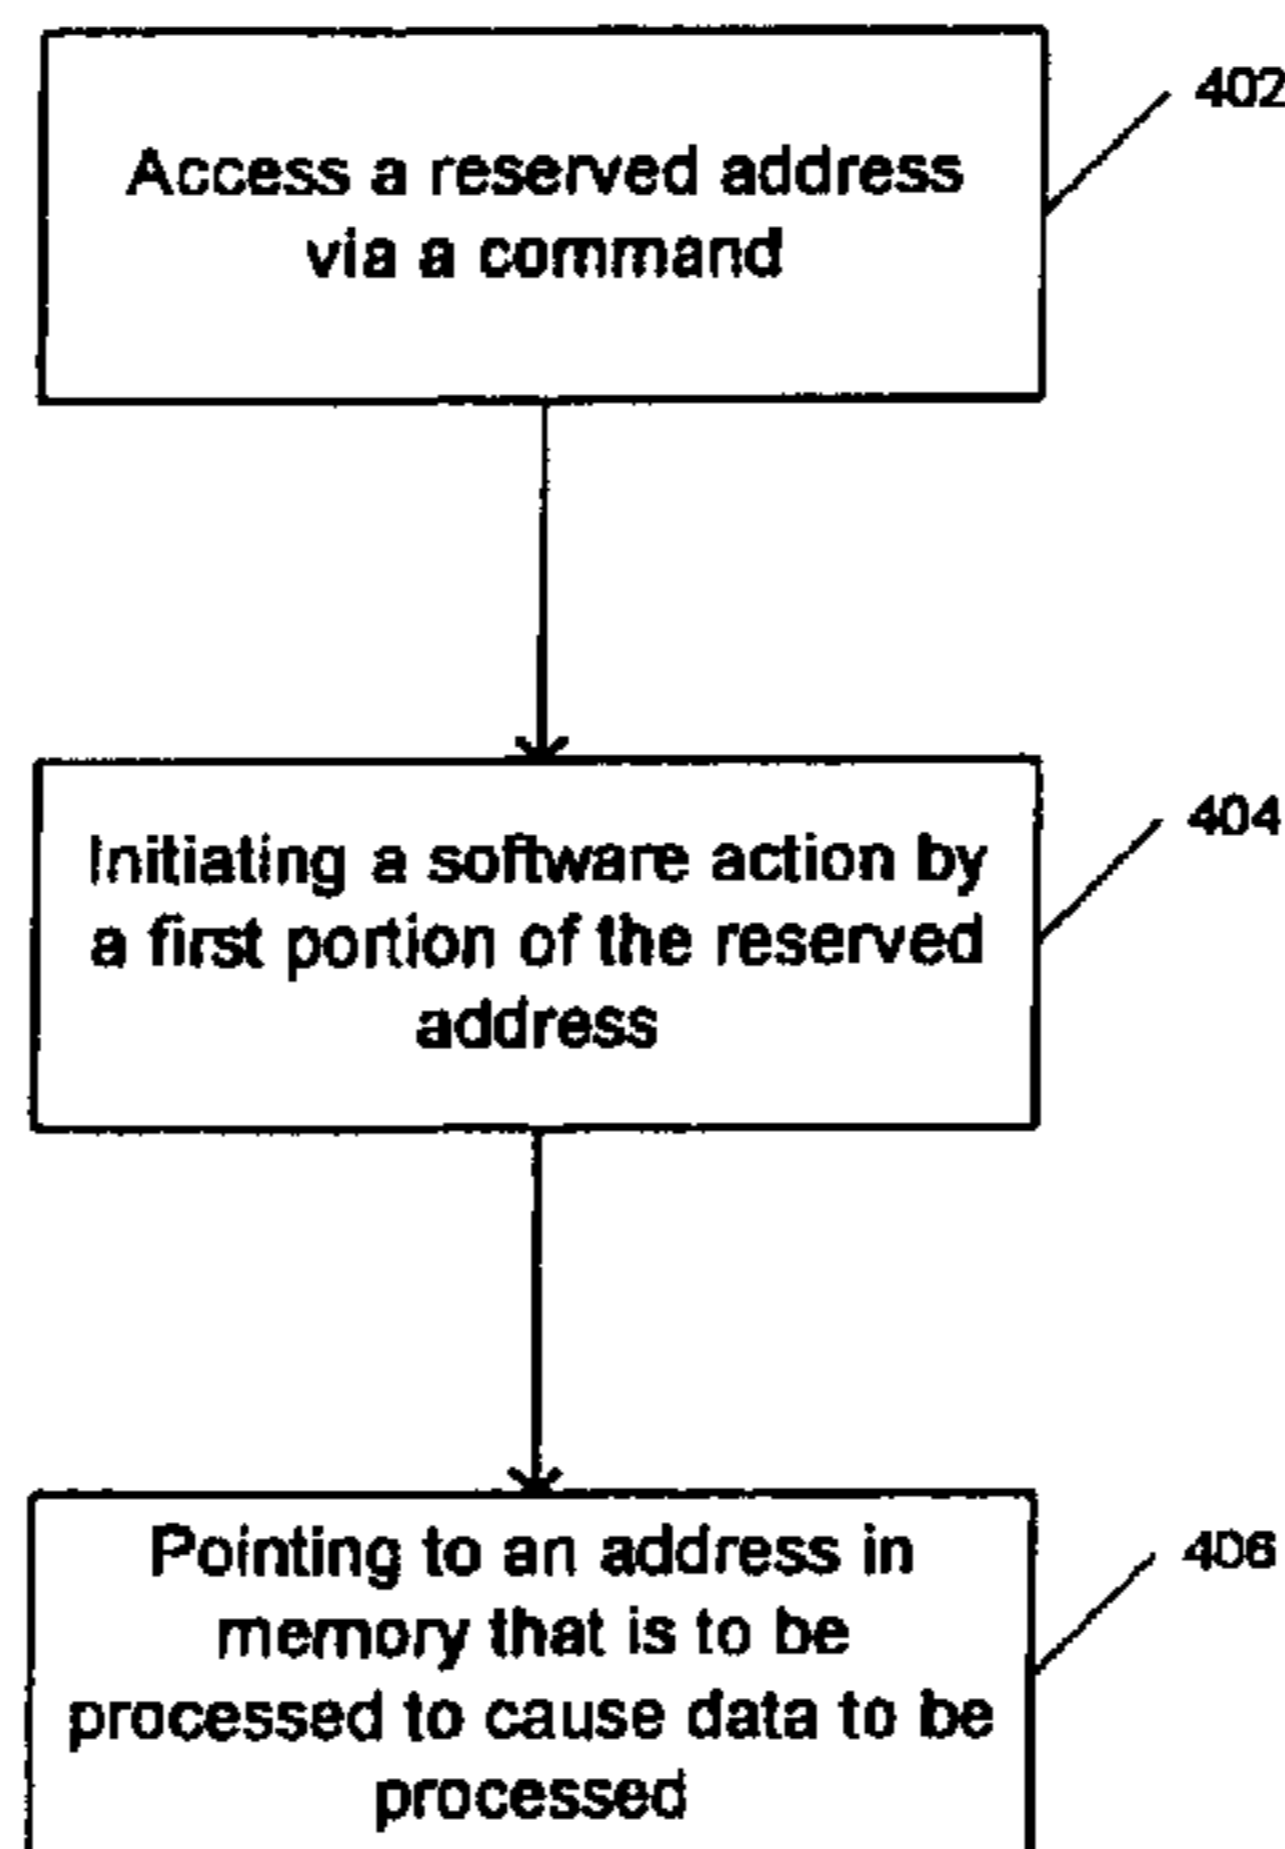 402
Access a reserved address
via a command
404
Initiating a software action by
a first portion of the reserved
address
406
Pointing to an address in
memory that is to be
processed to cause data to be
processed